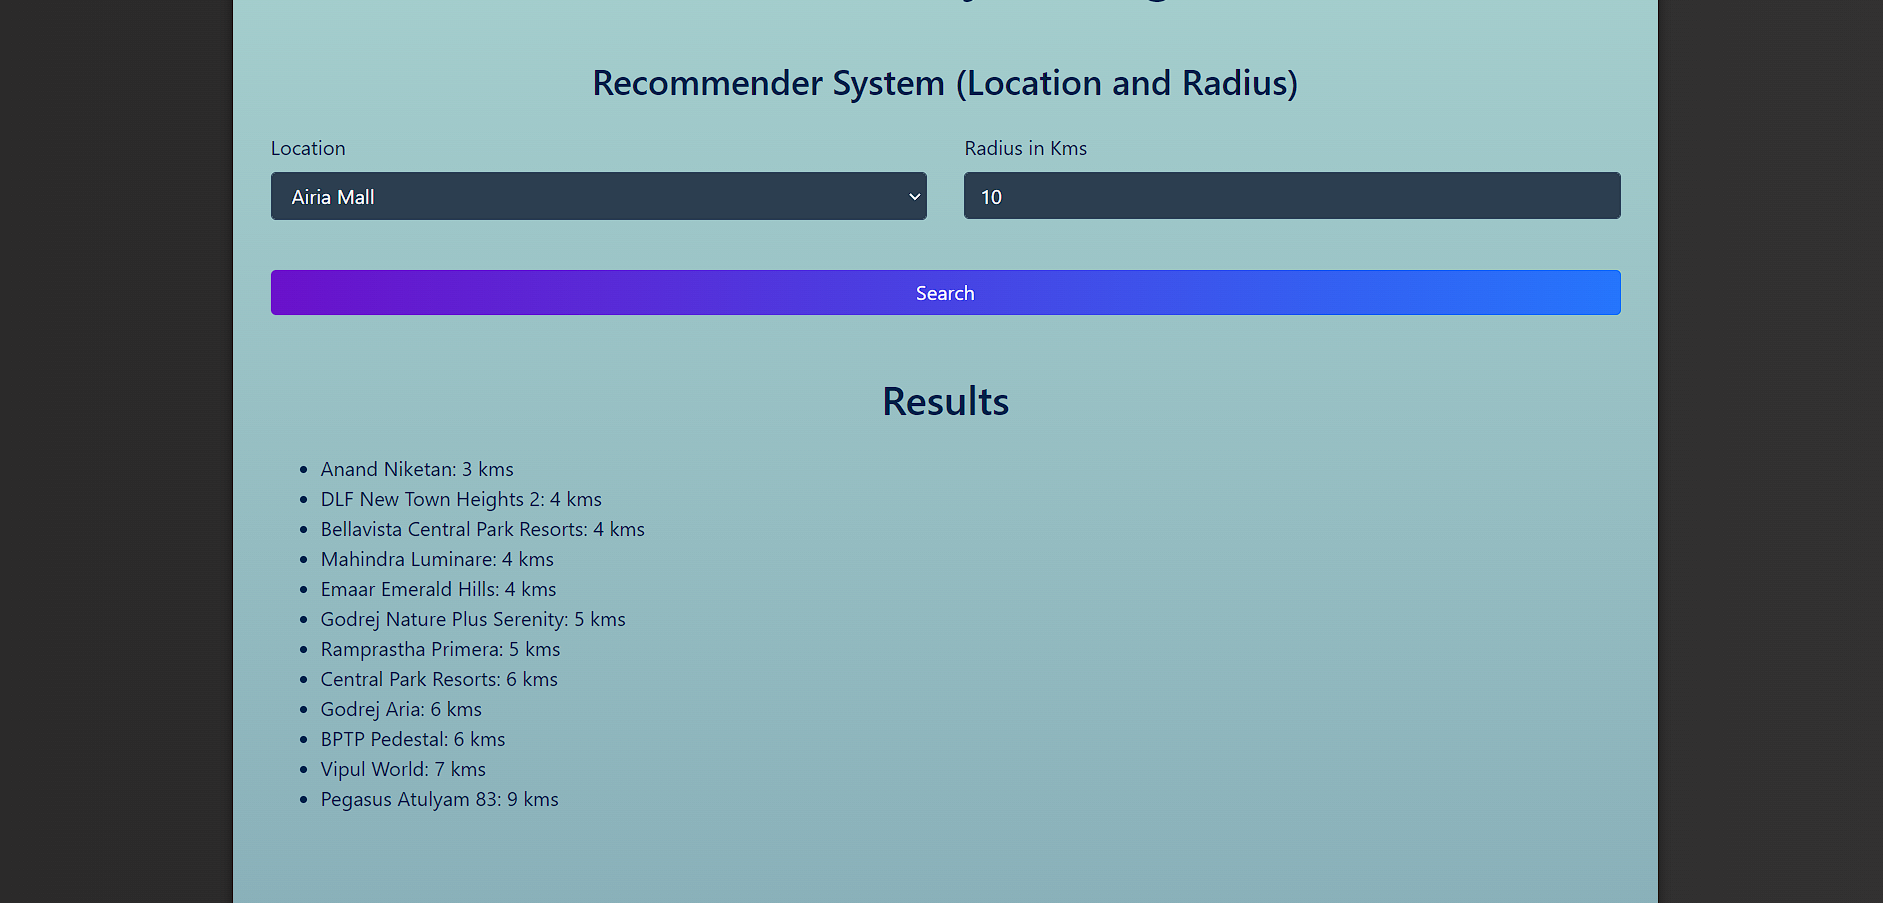 Recommender System (Location and Radius)
Location
Radius in Kms
Airia Mall
10
Search
Results
Anand Niketan: 3 kms
DLF New Town Heights 2: 4 kms
Bellavista Central Park Resorts: 4 kms
Mahindra Luminare: 4 kms
Emaar Emerald Hills: 4 kms
Godrej Nature Plus Serenity: 5 kms
Ramprastha Primera: 5 kms
Central Park Resorts: 6 kms
Godrej Aria: 6 kms
BPTP Pedestal: 6 kms
Vipul World: 7 kms
Pegasus Atulyam 83: 9 kms